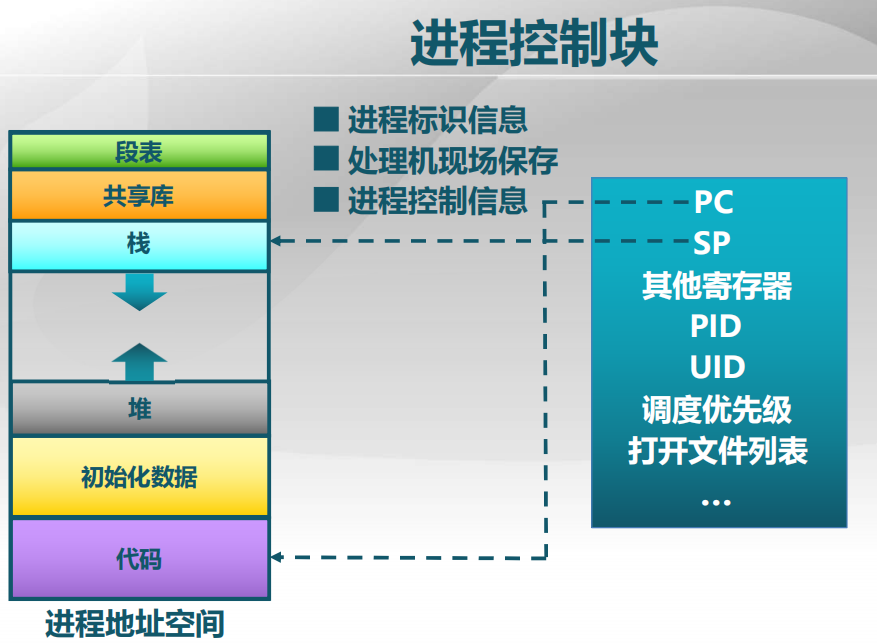 进程控制块
进程标识信息
处理机现场保存
进程控制信息
段表
共享库
栈
堆
初始化数据
代码
进程地址空间
PC
SP
其他寄存器
PID
UID
调度优先级
打开文件列表
...